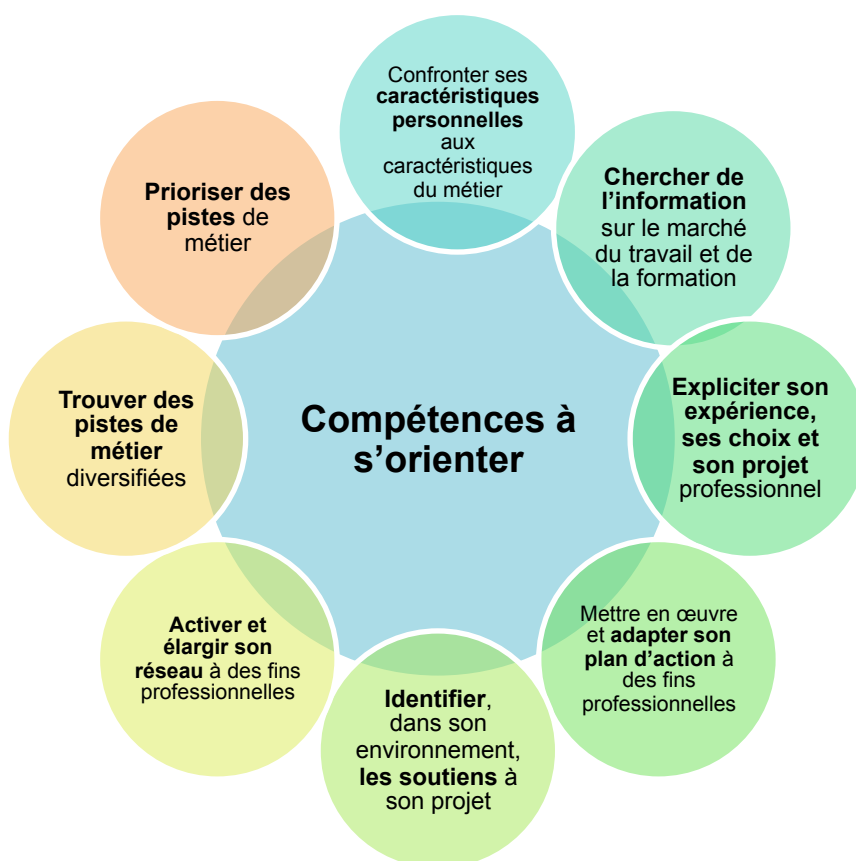 Confronter ses
caractéristiques
personnelles
aux
caractéristiques
du métier
Chercher de
l’information
sur le marché
du travail et de
la formation
Expliciter son
expérience,
ses choix et
son projet
professionnel
Mettre en œuvre
et adapter son
plan d’action à
des fins
professionnelles
Identifier,
dans son
environnement,
les soutiens à
son projet
Activer et
élargir son
réseau à des fins
professionnelles
Trouver des
pistes de
métier
diversifiées
Prioriser des
pistes de
métier
Compétences à
s’orienter